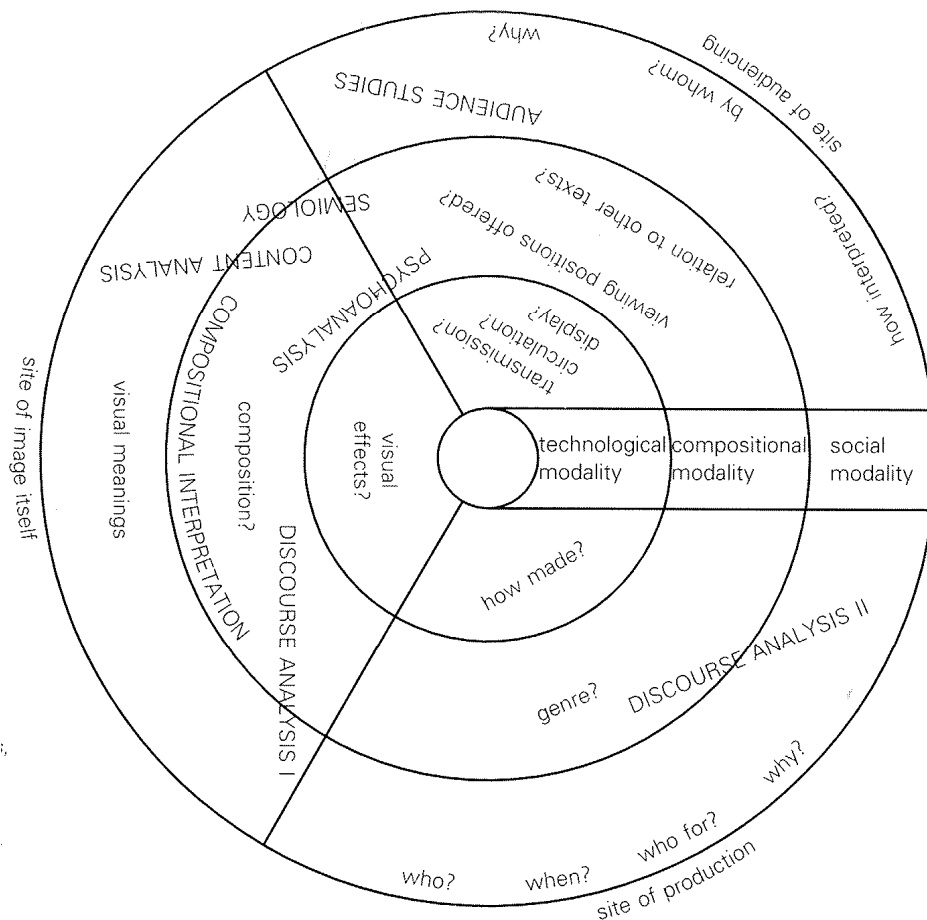 site of audiencing
why?
by whom?
how interpreted?
AUDIENCE STUDIES
relation to other texts?
viewing positions offered?
transmission?
circulation?
display?
SEMIOLOGY
CONTENT ANALYSIS
PSYCHOANALYSIS
COMPOSITIONAL INTERPRETATION
DISCOURSE ANALYSIS I
site of image itself
visual meanings
composition?
visual
effects?
technological
modality
compositional
modality
social
modality
how made?
genre?
DISCOURSE ANALYSIS II
who?
when?
who for?
why?
site of production